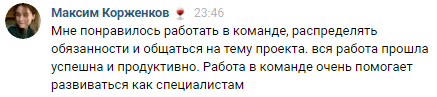 Максим Корженков 🍷 23:46
Мне понравилось работать в команде, распределять
обязанности и общаться на тему проекта. вся работа прошла
успешна и продуктивно. Работа в команде очень помогает
развиваться как специалистам